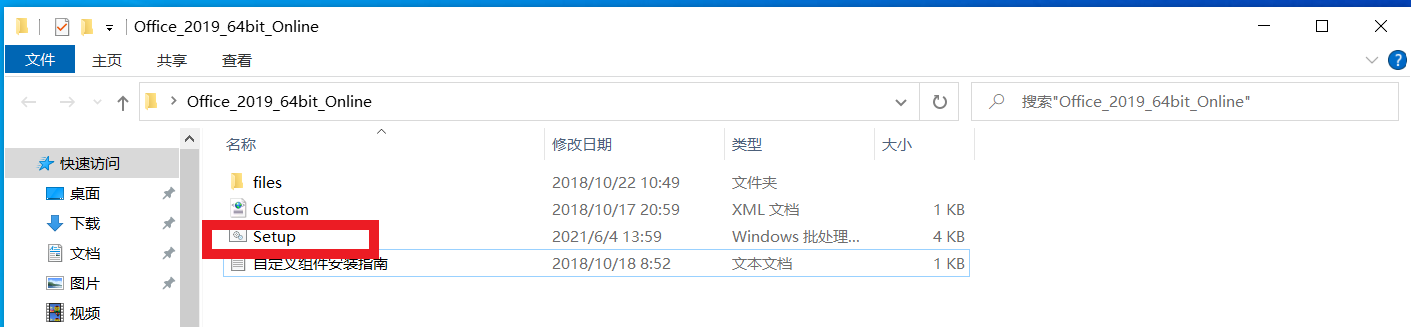 Office_2019_64bit_Online
文件 主页 共享 查看
Office_2019_64bit_Online 搜索"Office_2019_64bit_Online"
名称 修改日期 类型 大小
快速访问
桌面
下载
文档
图片
视频
files 2018/10/22 10:49 文件夹
Custom 2018/10/17 20:59 XML 文档 1 KB
Setup 2021/6/4 13:59 Windows 批处理... 4 KB
自定义组件安装指南 2018/10/18 8:52 文本文档 1 KB